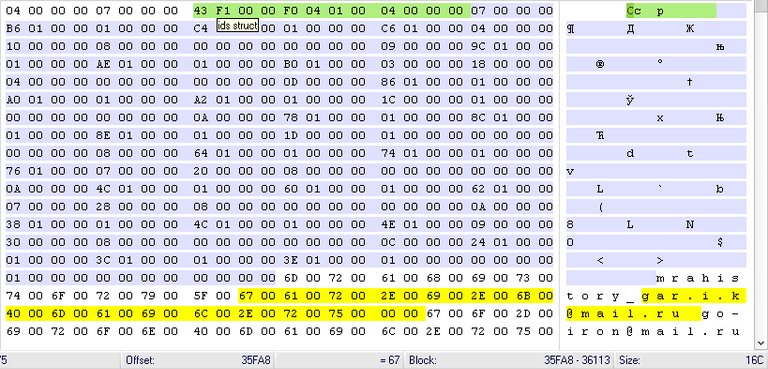 04 00 00 00 07 00 00 00 43 F1 00 00 F0 04 01 00 04 00 00 00 07 00 00 00 Сс р
B6 01 00 00 01 00 00 00 C4 ids struct 00 01 00 00 00 C6 01 00 00 01 00 00 00 ¶ Д Ж
10 00 00 00 08 00 00 00 00 00 00 00 00 00 00 00 09 00 00 00 9C 01 00 00 њ
01 00 00 00 AE 01 00 00 01 00 00 00 B0 01 00 00 03 00 00 00 18 00 00 00 ® °
04 00 00 00 00 00 00 00 00 00 00 00 0D 00 00 00 86 01 00 00 01 00 00 00 †
A0 01 00 00 01 00 00 00 A2 01 00 00 01 00 00 00 1C 00 00 00 01 00 00 00 ў
00 00 00 00 00 00 00 00 0A 00 00 00 78 01 00 00 01 00 00 00 8C 01 00 00 x Њ
01 00 00 00 8E 01 00 00 01 00 00 00 1D 00 00 00 01 00 00 00 00 00 00 00 Ћ
00 00 00 00 08 00 00 00 64 01 00 00 01 00 00 00 74 01 00 00 01 00 00 00 d t
76 01 00 00 07 00 00 00 20 00 00 00 08 00 00 00 00 00 00 00 00 00 00 00 v
0A 00 00 00 4C 01 00 00 01 00 00 00 60 01 00 00 01 00 00 00 62 01 00 00 L ` b
07 00 00 00 28 00 00 00 08 00 00 00 00 00 00 00 00 00 00 00 0A 00 00 00 (
38 01 00 00 01 00 00 00 4C 01 00 00 01 00 00 00 4E 01 00 00 09 00 00 00 8 L N
30 00 00 00 08 00 00 00 00 00 00 00 00 00 00 00 0C 00 00 00 24 01 00 00 0 $
01 00 00 00 3C 01 00 00 01 00 00 00 3E 01 00 00 01 00 00 00 00 00 00 00 < >
01 00 00 00 00 00 00 00 00 00 00 00 6D 00 72 00 61 00 68 00 69 00 73 00 m r a h i s
74 00 6F 00 72 00 79 00 5F 00 67 00 61 00 72 00 2E 00 69 00 2E 00 6B 00 t o r y _ g a r . i . k
40 00 6D 00 61 00 69 00 6C 00 2E 00 72 00 75 00 00 00 67 00 6F 00 2D 00 @ m a i l . r u g o -
69 00 72 00 6F 00 6E 00 40 00 6D 00 61 00 69 00 6C 00 2E 00 72 00 75 00 i r o n @ m a i l . r u
75 Offset: 35FA8 = 67 Block: 35FA8 - 36113 Size: 16C